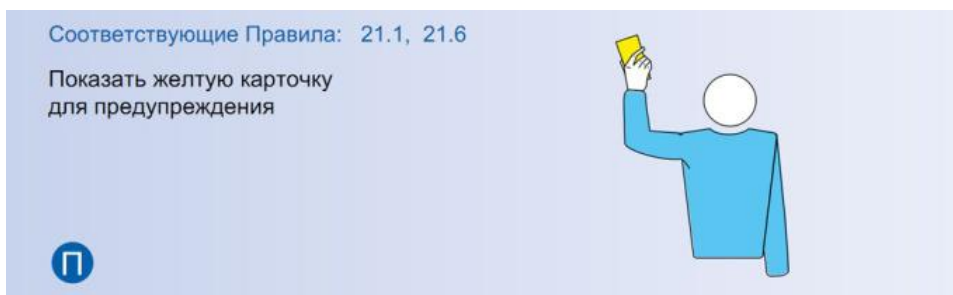 Соответствующие Правила: 21.1, 21.6
Показать желтую карточку
для предупреждения
П